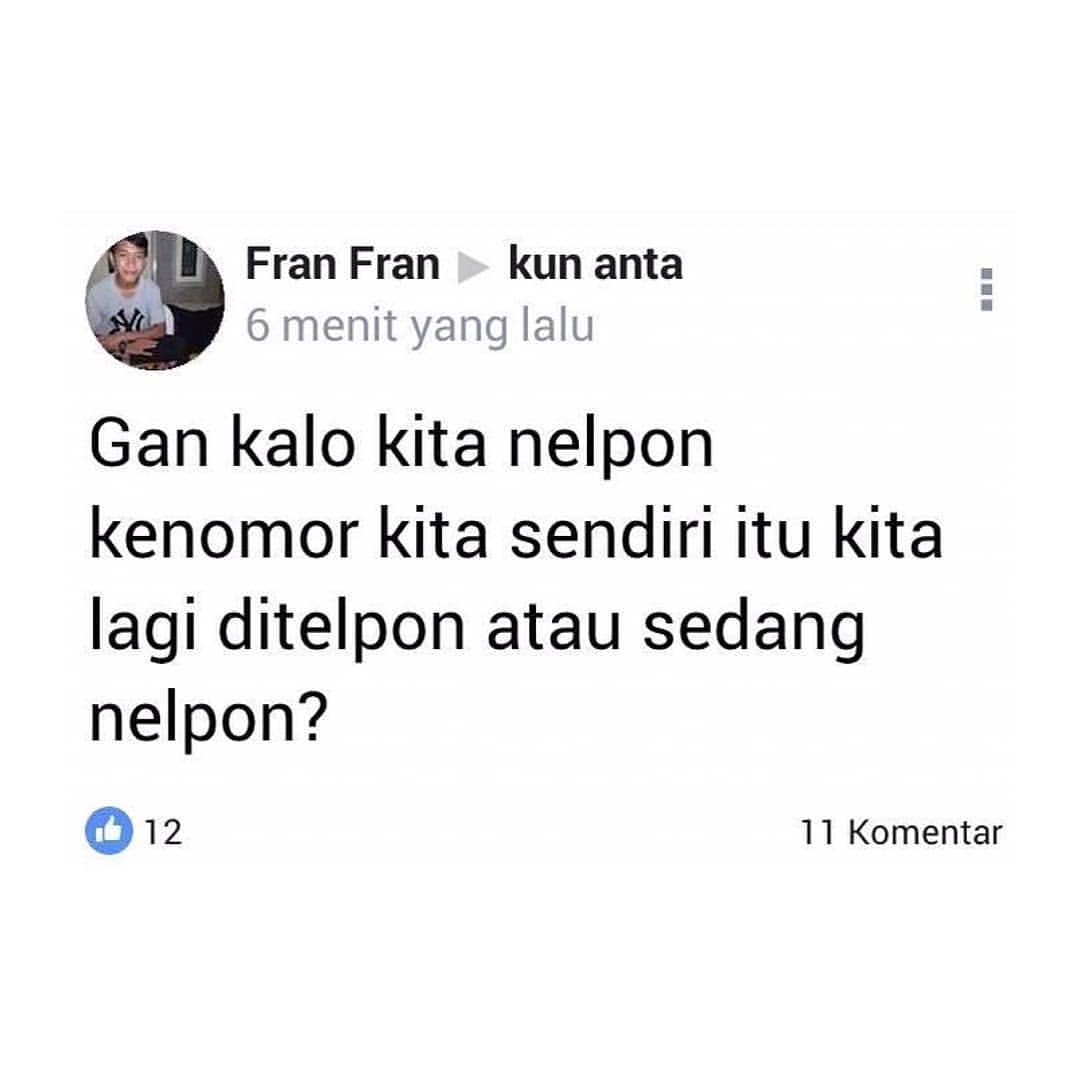 Fran Fran ▶ kun anta
6 menit yang lalu
Gan kalo kita nelpon
kenomor kita sendiri itu kita
lagi ditelpon atau sedang
nelpon?
12
11 Komentar